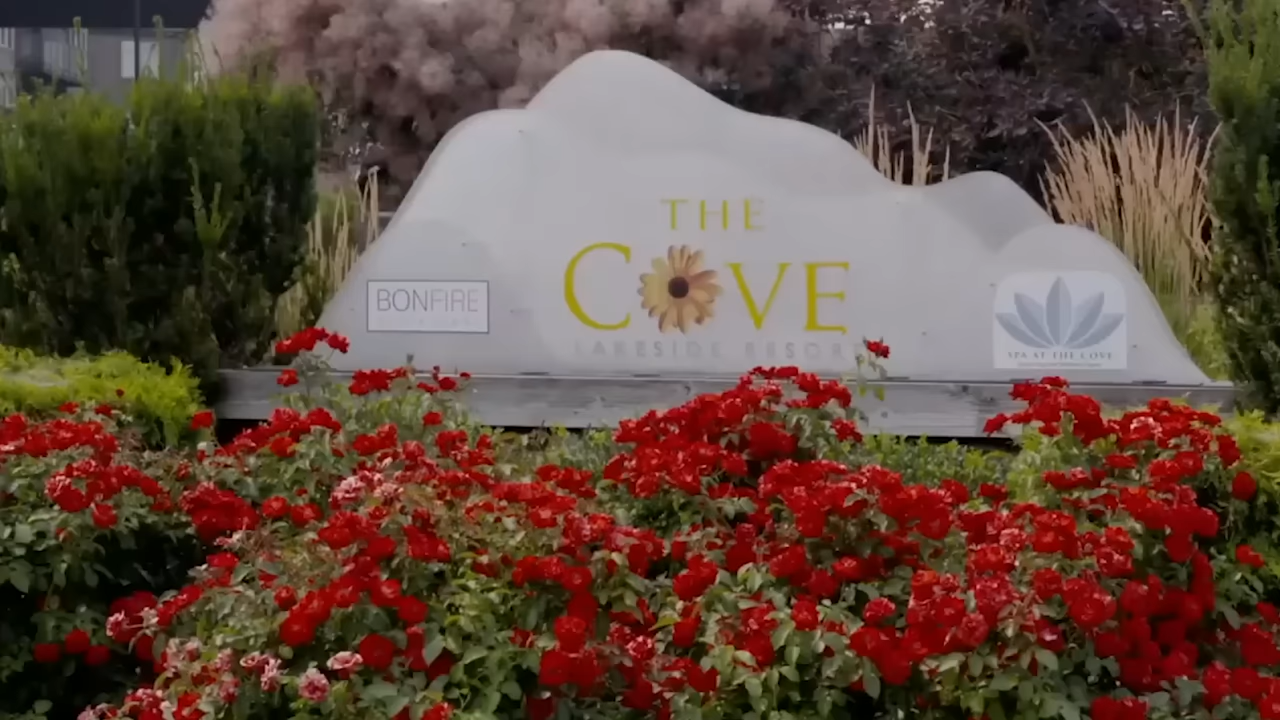 THE
COVE
LAKESIDE RESORT
BONFIRE
SPA AT THE COVE